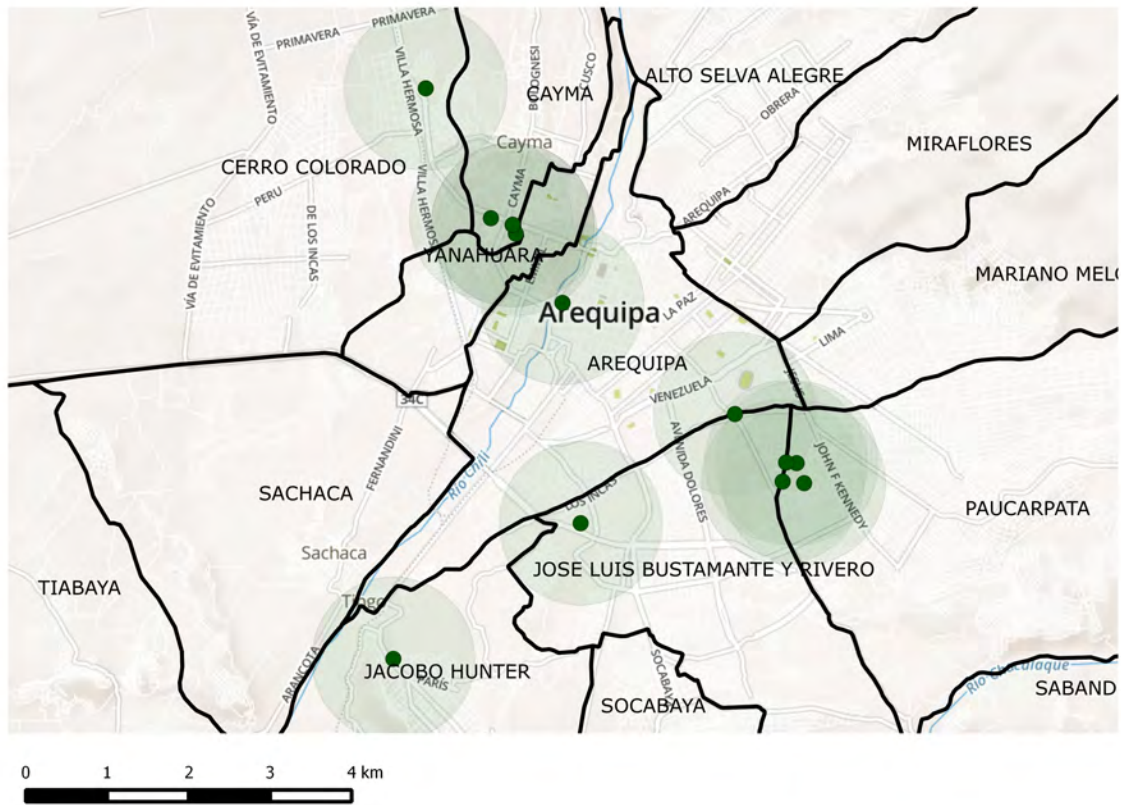 PRIMAVERA
VÍA DE EVITAMIENTO
PRIMAVERA
VILLA HERMOSA
BOLOGNESI
CUSCO
CAYMA
ALTO SELVA ALEGRE
OBRERA
Cayma
MIRAFLORES
CERRO COLORADO
PERU
CAYMA
VÍA DE EVITAMIENTO
DE LOS INCAS
VILLA HERMOSA
AREQUIPA
YANAHUARA
MARIANO MELG
Arequipa
LA PAZ
LIMA
AREQUIPA
VENEZUELA
34C
FERNANDINI
AVENIDA DOLORES
JOHN F KENNEDY
Río Chili
SACHACA
LOS INCAS
PAUCARPATA
Sachaca
JOSE LUIS BUSTAMANTE Y RIVERO
TIABAYA
Tingo
JACOBO HUNTER
PARIS
ARANCOTA
SOCABAYA
SOCABAYA
SABAND
0 1 2 3 4 km